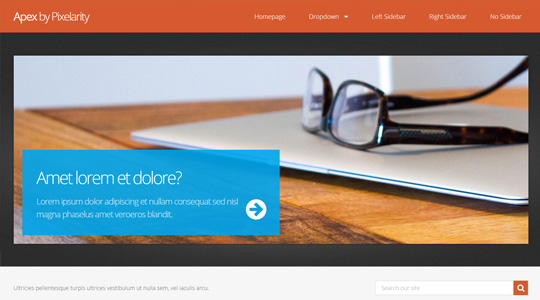 Apex by Pixelarity
Homepage Dropdown Left Sidebar Right Sidebar No Sidebar
Amet lorem et dolore?
Lorem ipsum dolor adipiscing et nullam consequat sed nisl
magna phaselus amet veroeros blandit.
Ultricies pellentesque turpis ultrices vestibulum ut nulla sem, vel iaculis arcu.
Search our site